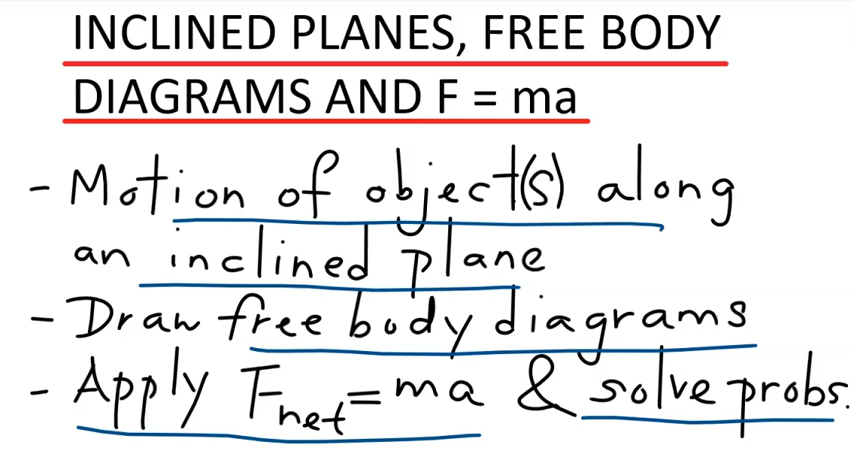 INCLINED PLANES, FREE BODY
DIAGRAMS AND F = ma
- Motion of object(s) along
an inclined plane
- Draw free body diagrams
- Apply Fnet = ma & solve probs.